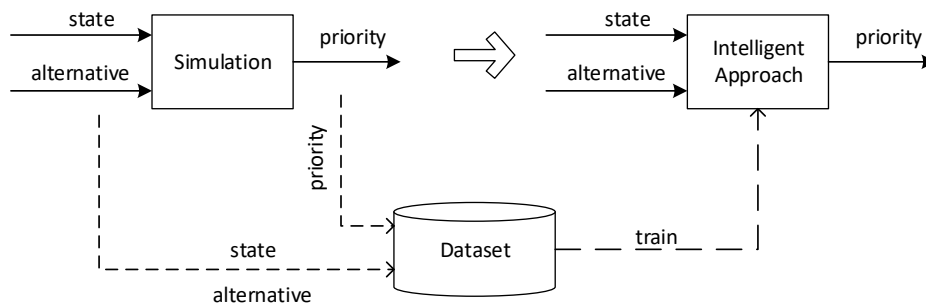 state
alternative
Simulation
priority
state
alternative
Intelligent
Approach
priority
priority
state
alternative
Dataset
train